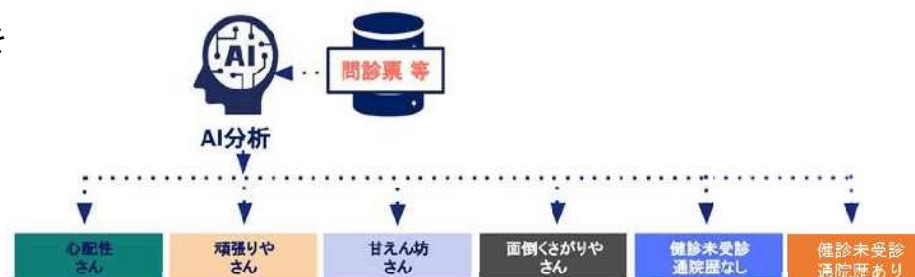 AI
問診票 等
AI分析
心配性
さん
頑張りや
さん
甘えん坊
さん
面倒くさがりや
さん
健診未受診
通院歴なし
健診未受診
通院歴あり